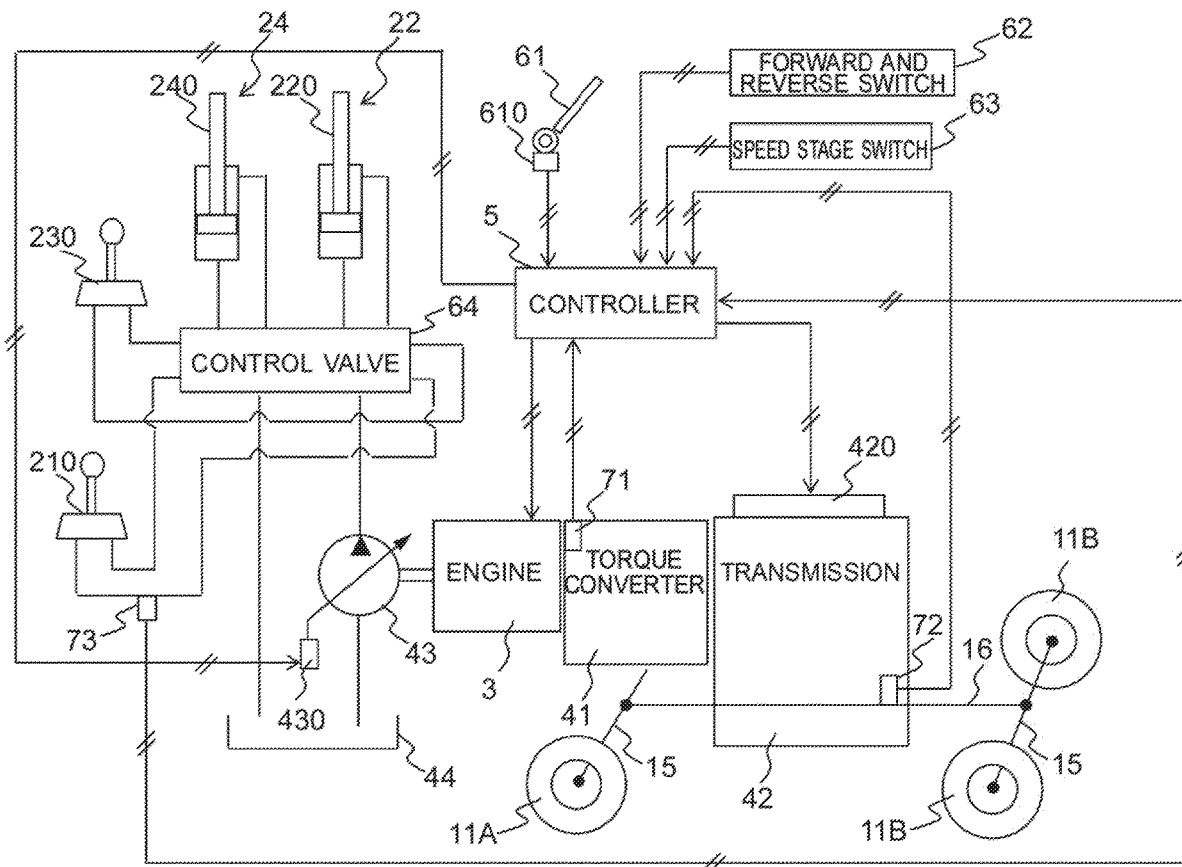 24
22
62
61
FORWARD AND
REVERSE SWITCH
240
220
610
63
SPEED STAGE SWITCH
5
230
64
CONTROLLER
CONTROL VALVE
420
210
71
11B
ENGINE
TORQUE
CONVERTER
TRANSMISSION
73
43
72
3
16
430
41
44
15
42
15
11A
11B